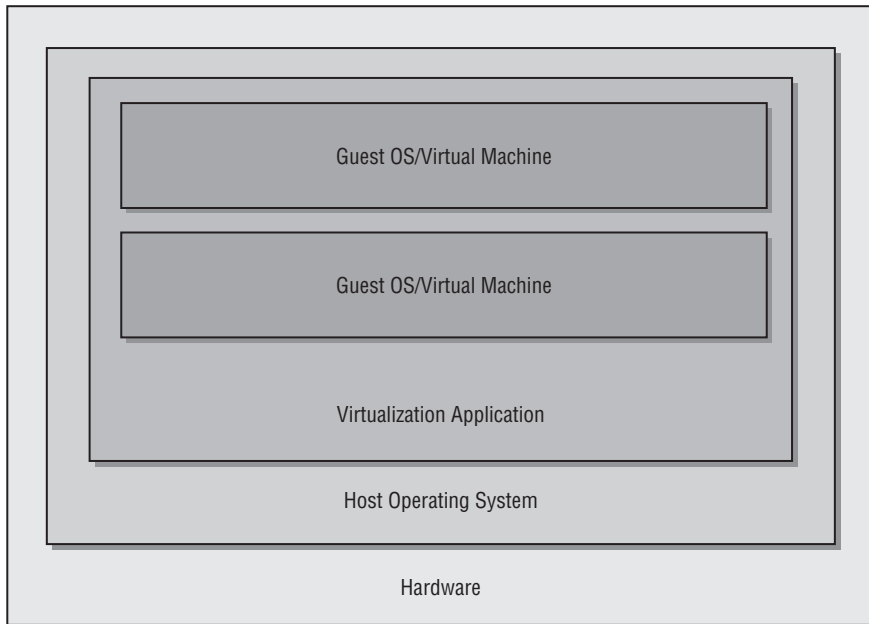 Guest OS/Virtual Machine
Guest OS/Virtual Machine
Virtualization Application
Host Operating System
Hardware